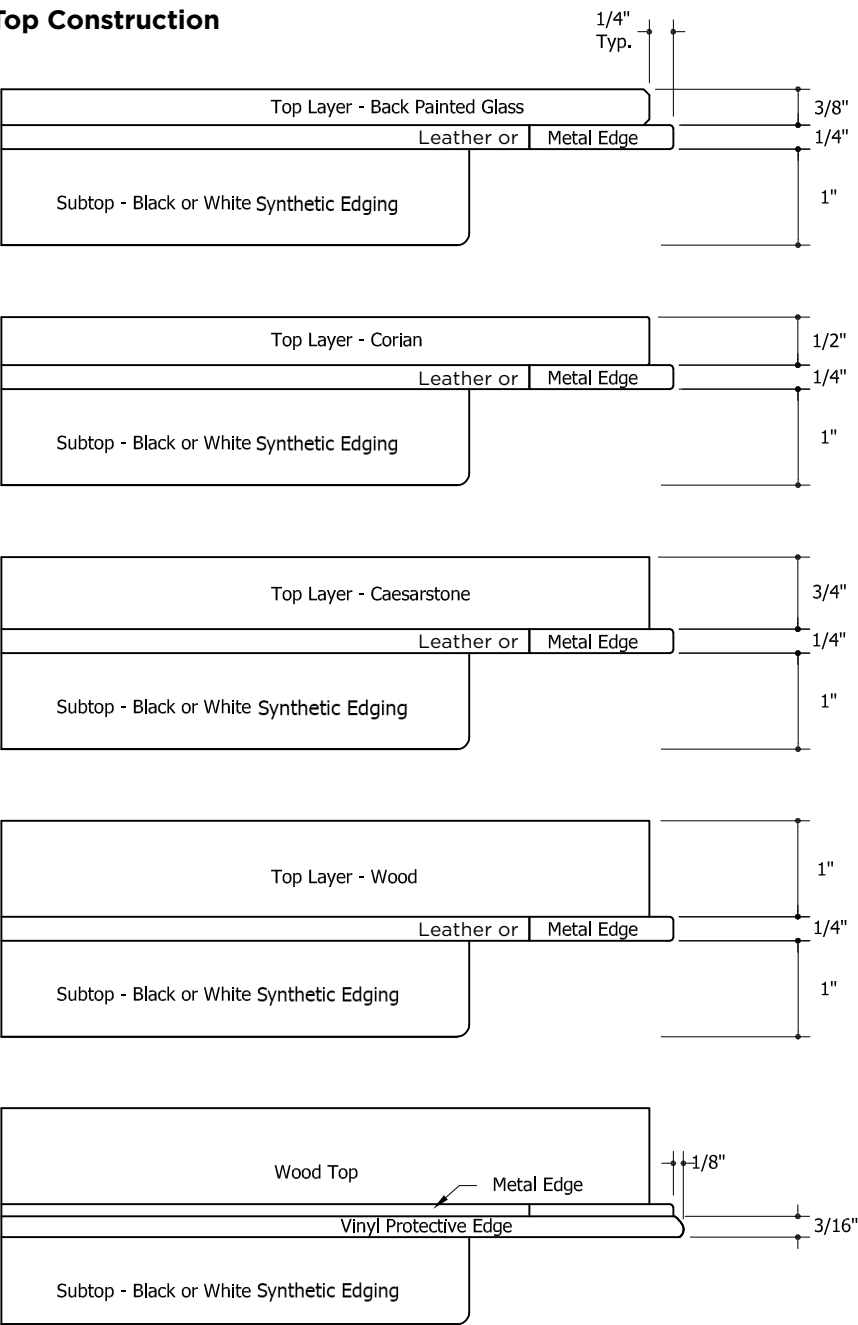 Top Construction
1/4"
Typ.
Top Layer - Back Painted Glass
3/8"
Leather or Metal Edge
1/4"
Subtop - Black or White Synthetic Edging
1"
Top Layer - Corian
1/2"
Leather or Metal Edge
1/4"
Subtop - Black or White Synthetic Edging
1"
Top Layer - Caesarstone
3/4"
Leather or Metal Edge
1/4"
Subtop - Black or White Synthetic Edging
1"
Top Layer - Wood
1"
Leather or Metal Edge
1/4"
Subtop - Black or White Synthetic Edging
1"
Wood Top
1/8"
Metal Edge
Vinyl Protective Edge
3/16"
Subtop - Black or White Synthetic Edging